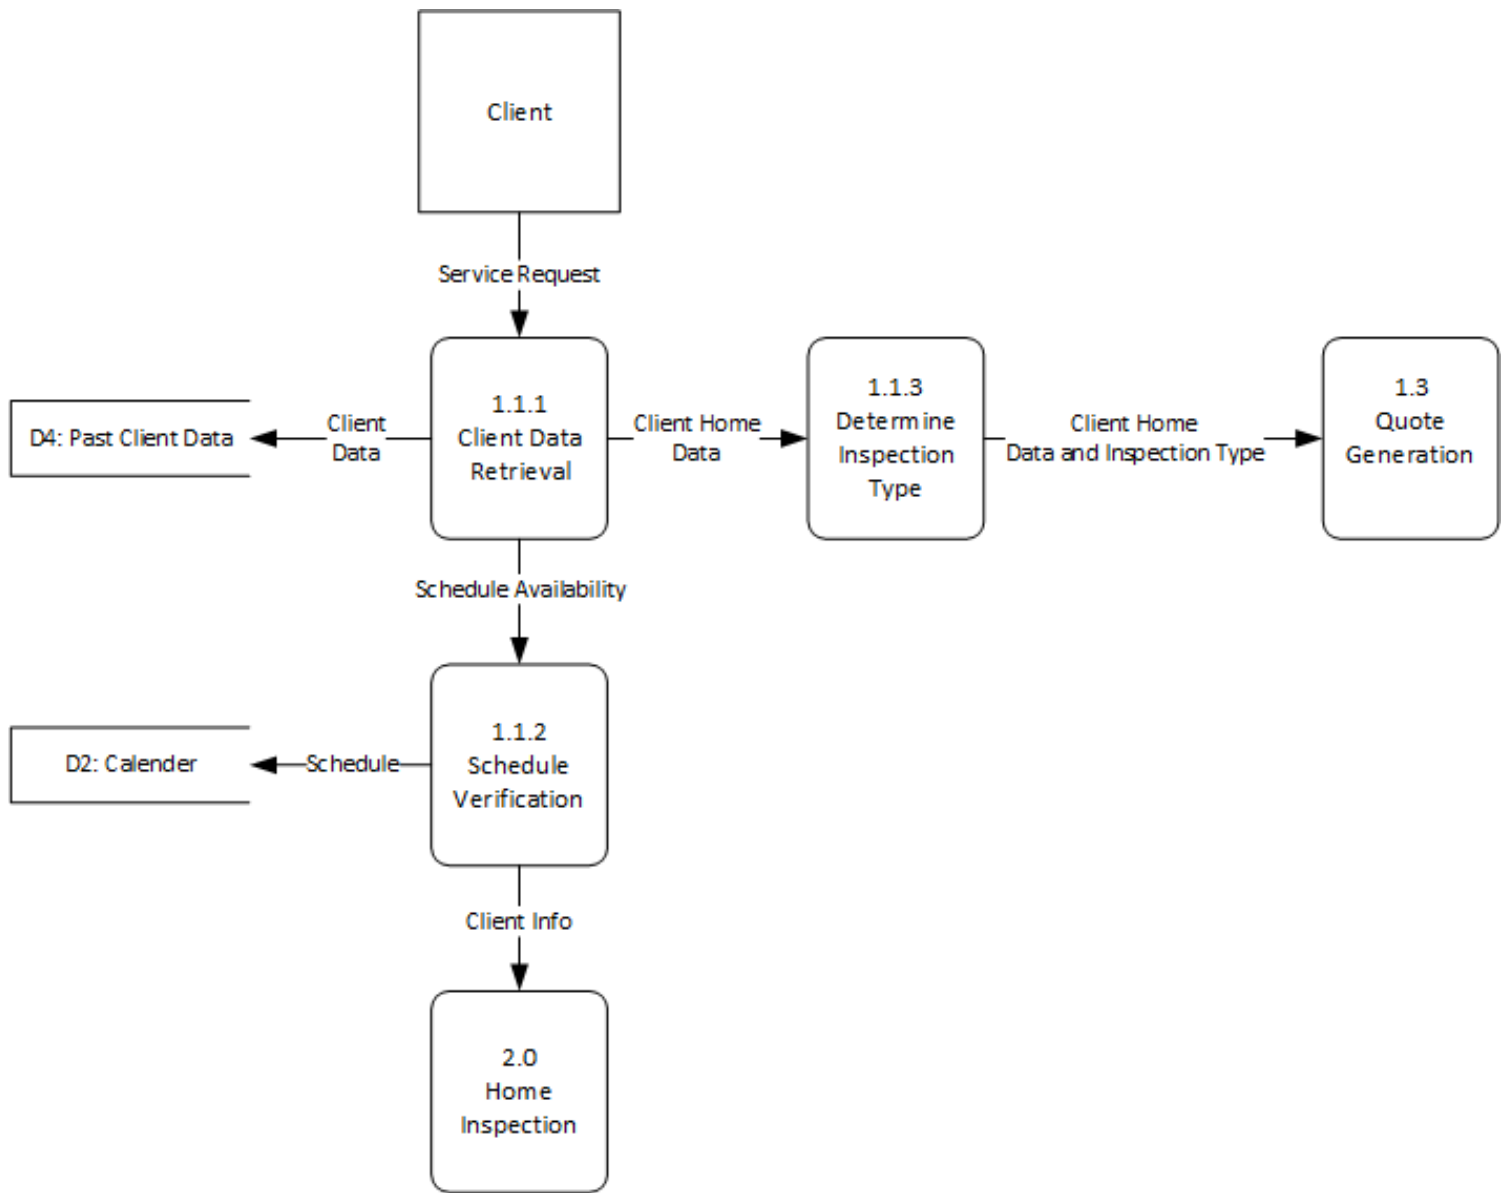 Client
Service Request
D4: Past Client Data
Client
Data
1.1.1
Client Data
Retrieval
Client Home
Data
1.1.3
Determine
Inspection
Type
Client Home
Data and Inspection Type
1.3
Quote
Generation
Schedule Availability
D2: Calender
Schedule
1.1.2
Schedule
Verification
Client Info
2.0
Home
Inspection